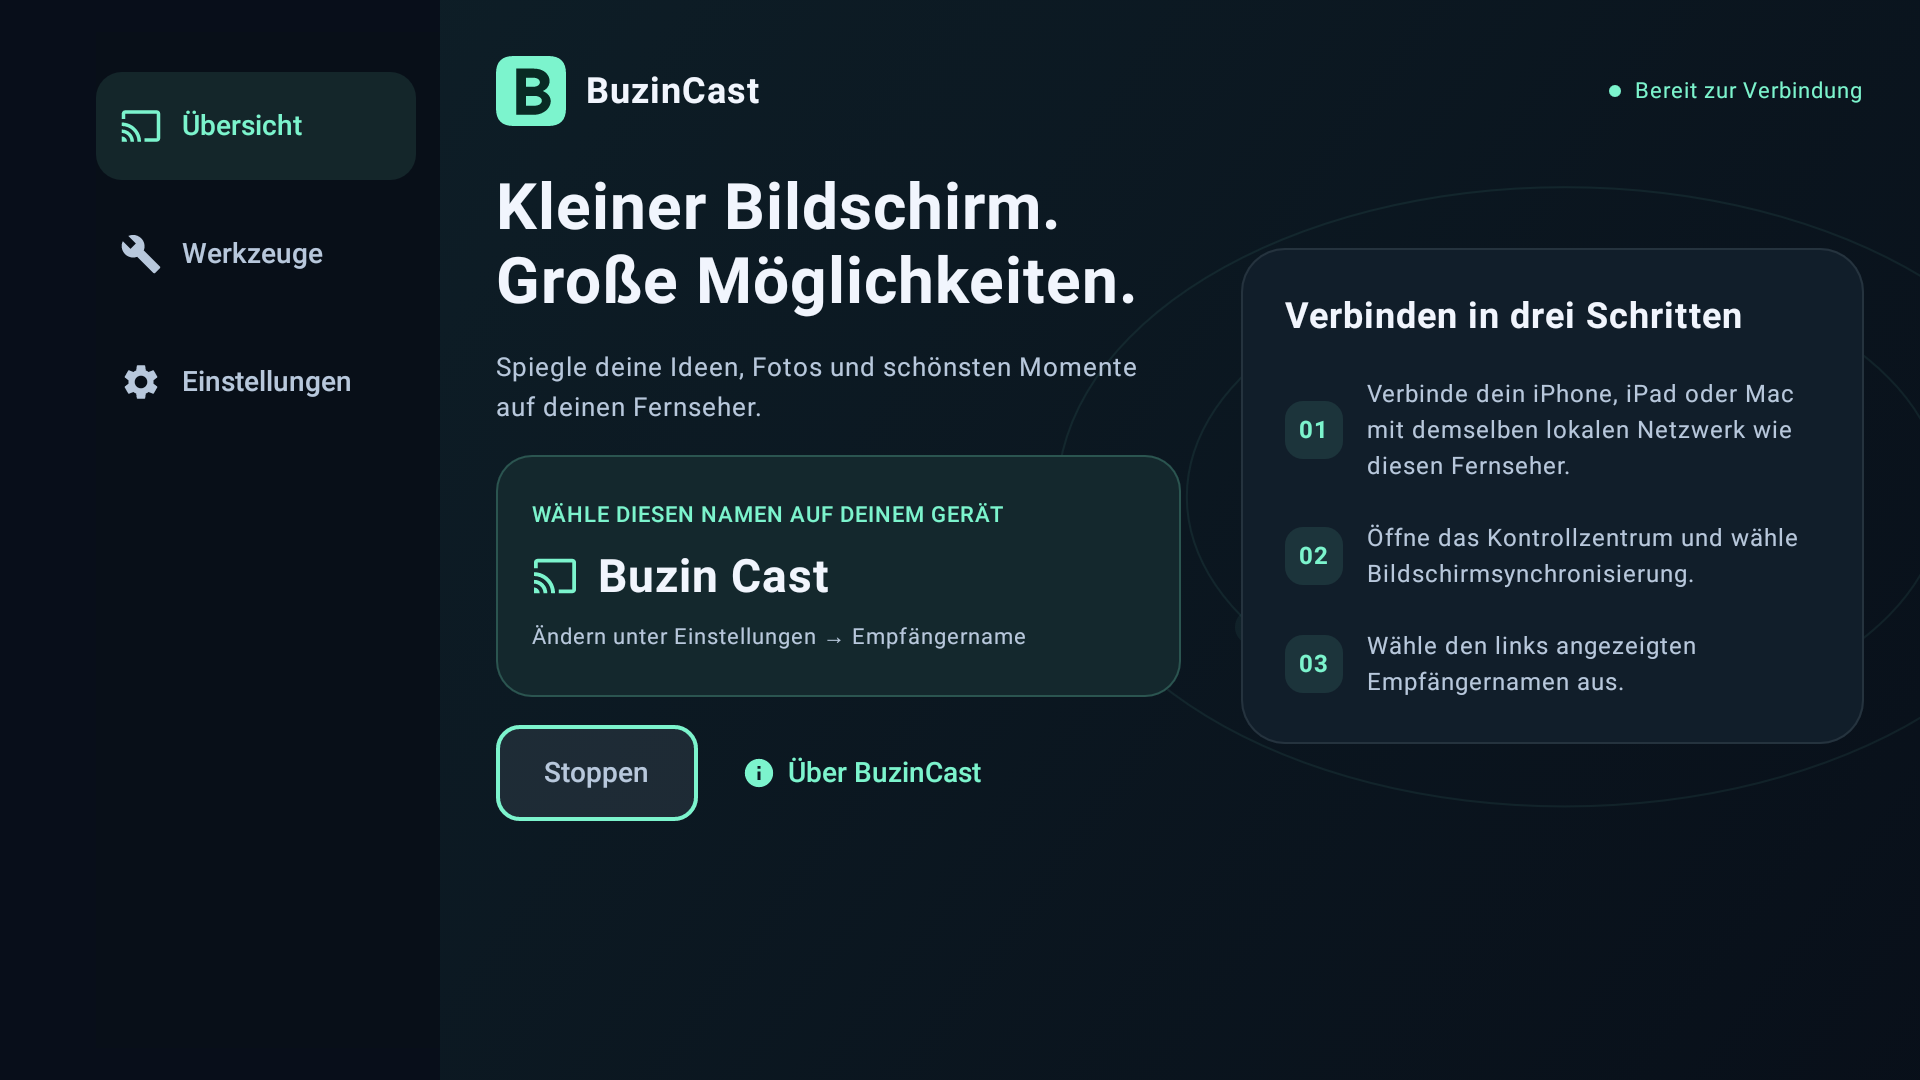 Übersicht
Werkzeuge
Einstellungen
B BuzinCast
Bereit zur Verbindung
Kleiner Bildschirm.
Große Möglichkeiten.
Spiegle deine Ideen, Fotos und schönsten Momente
auf deinen Fernseher.
WÄHLE DIESEN NAMEN AUF DEINEM GERÄT
Buzin Cast
Ändern unter Einstellungen → Empfängername
Stoppen
Über BuzinCast
Verbinden in drei Schritten
01
Verbinde dein iPhone, iPad oder Mac
mit demselben lokalen Netzwerk wie
diesen Fernseher.
02
Öffne das Kontrollzentrum und wähle
Bildschirmsynchronisierung.
03
Wähle den links angezeigten
Empfängernamen aus.